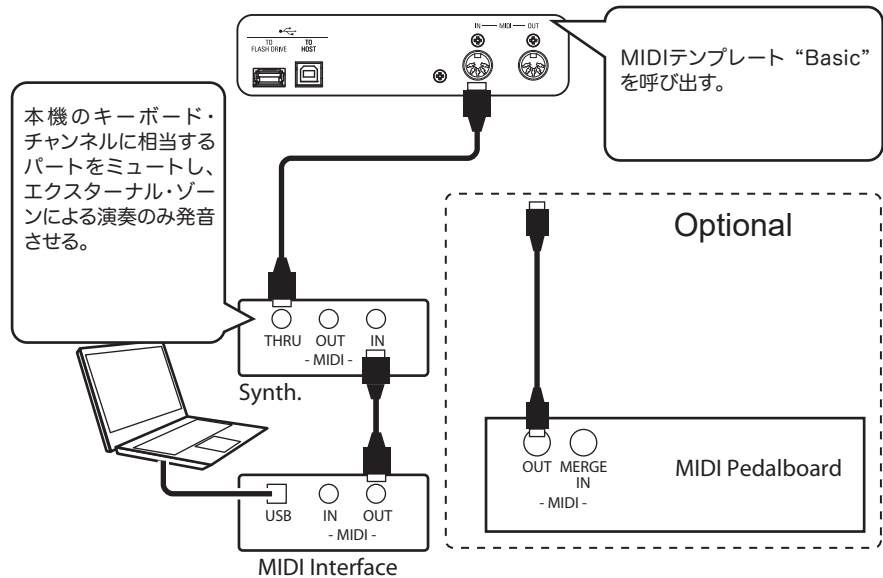 IN — MIDI — OUT
TO
FLASH DRIVE
TO
HOST
MIDIテンプレート“Basic”
を呼び出す。
本機のキーボード・
チャンネルに相当する
パートをミュートし、
エクスターナル・ゾー
ンによる演奏のみ発音
させる。
Optional
THRU OUT IN
- MIDI -
Synth.
OUT MERGE
IN
- MIDI -
MIDI Pedalboard
USB IN OUT
- MIDI -
MIDI Interface